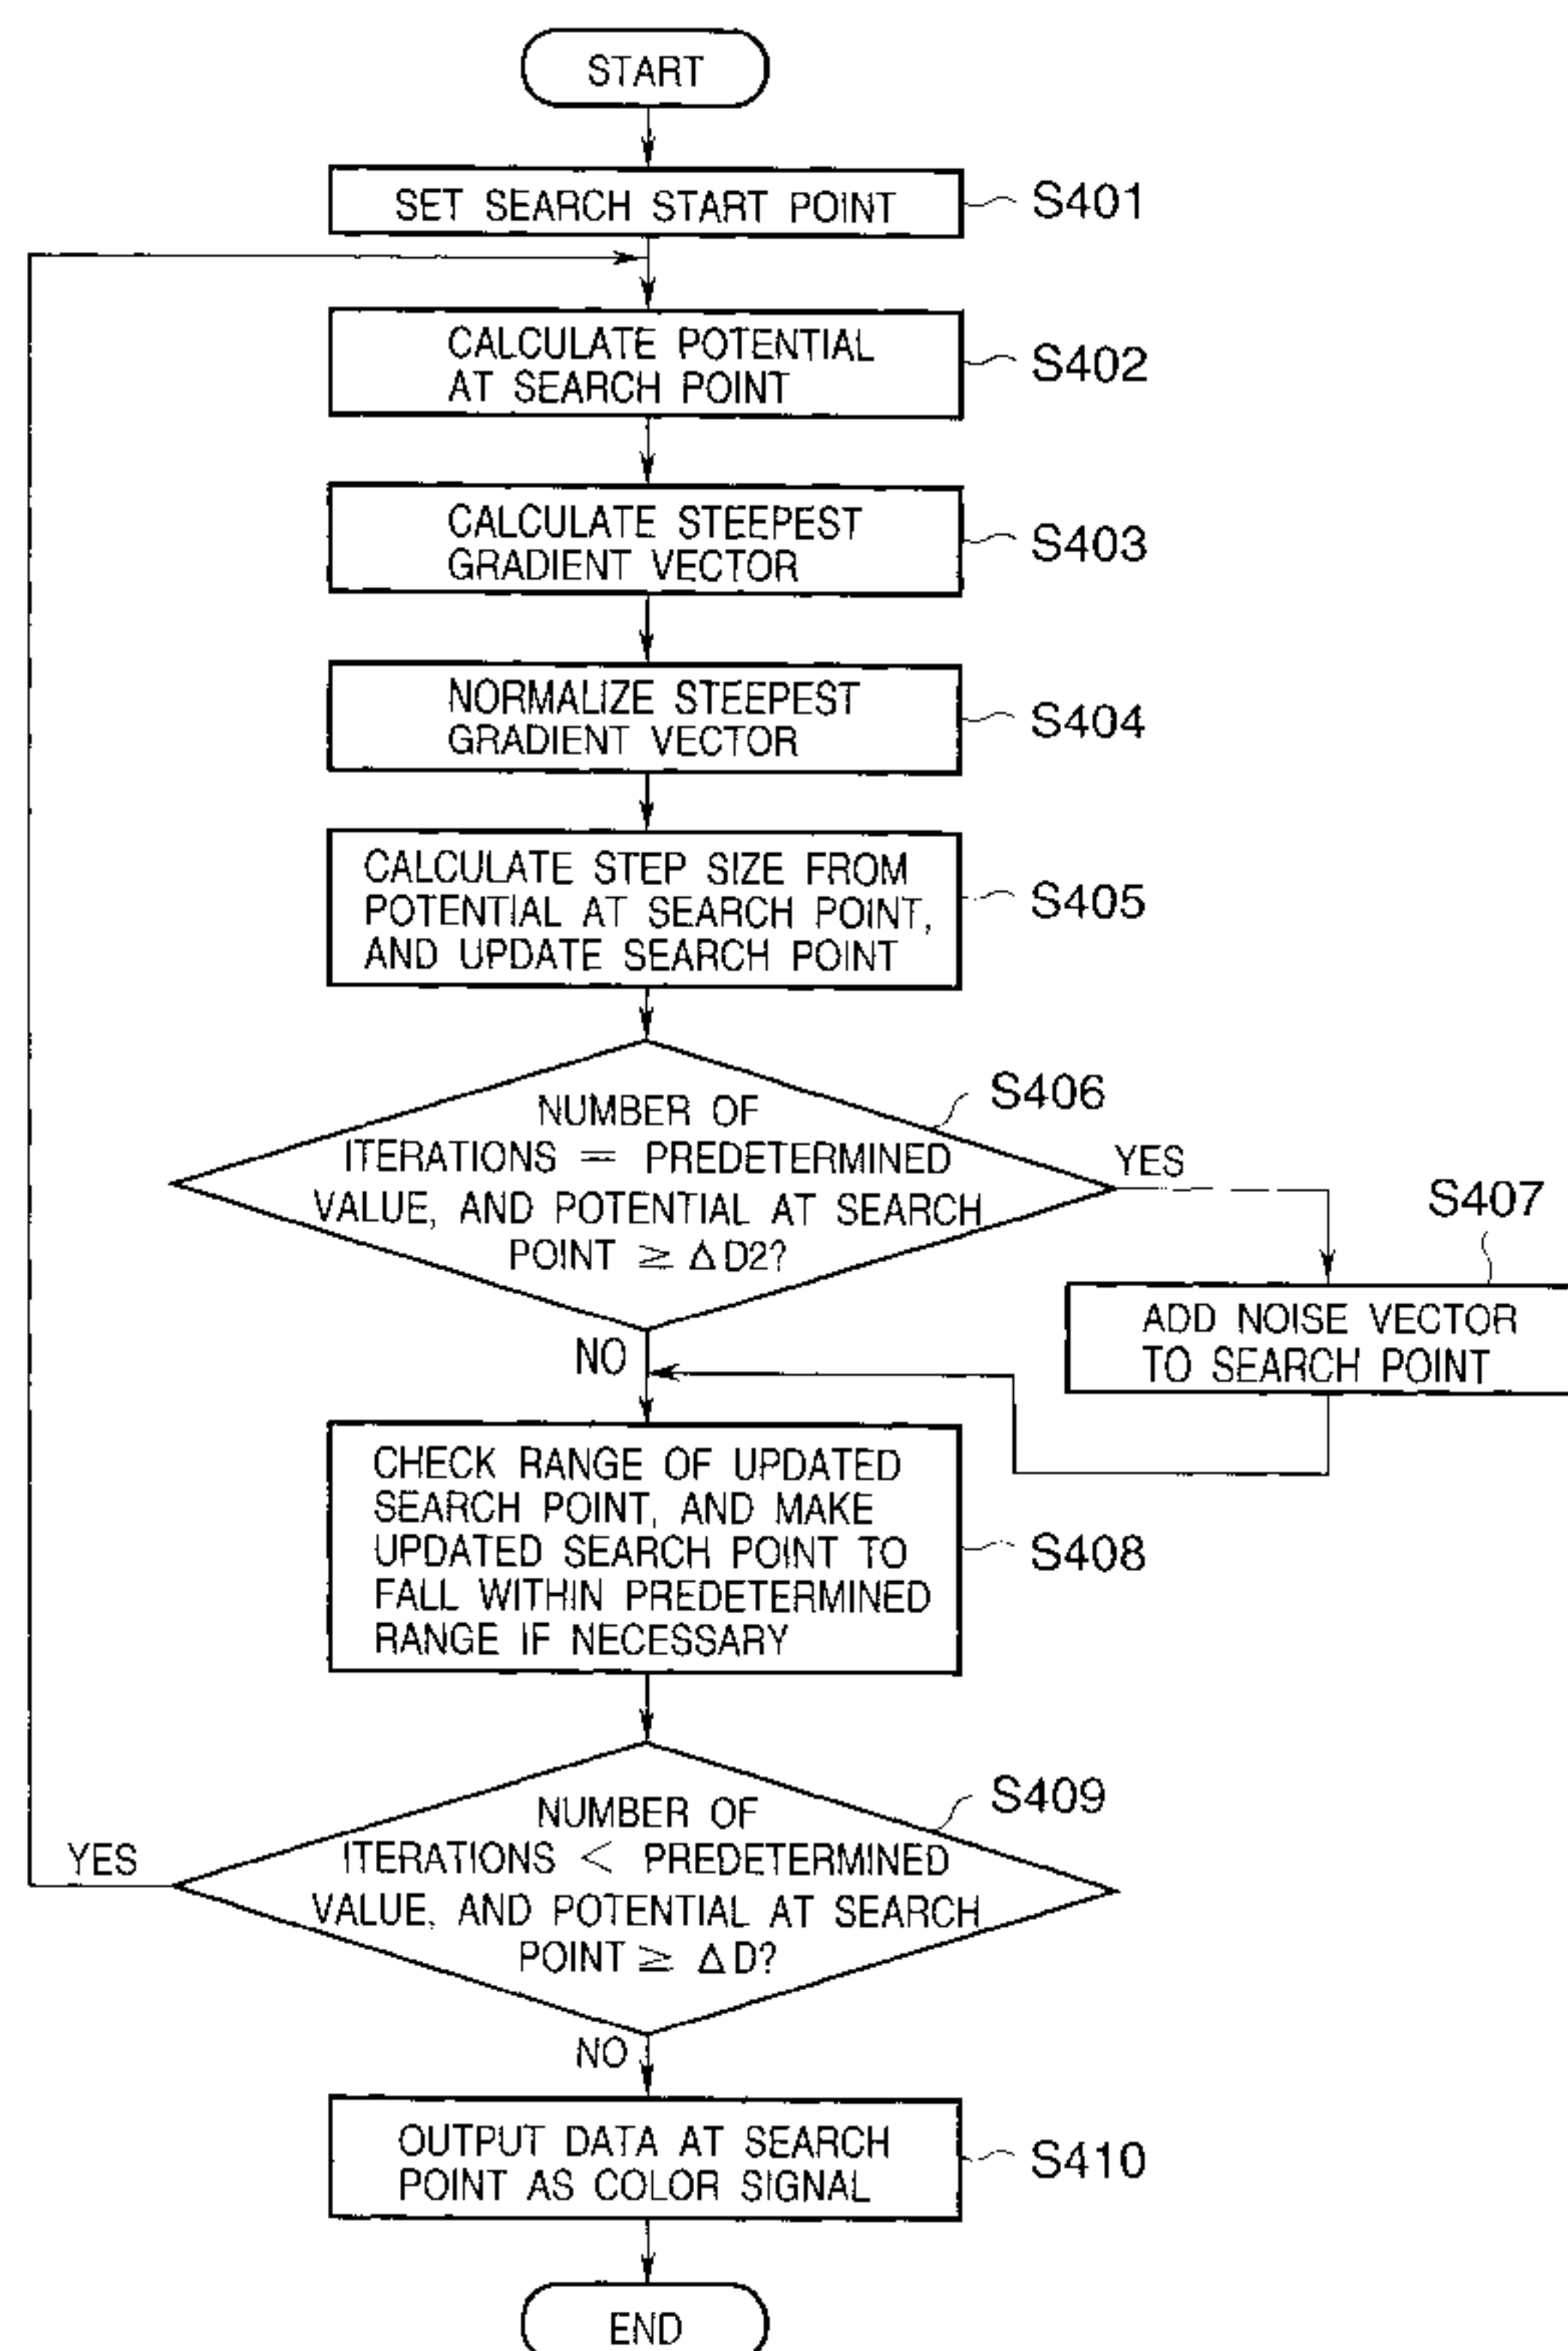 START
SET SEARCH START POINT
S401
CALCULATE POTENTIAL
AT SEARCH POINT
S402
CALCULATE STEEPEST
GRADIENT VECTOR
S403
NORMALIZE STEEPEST
GRADIENT VECTOR
S404
CALCULATE STEP SIZE FROM
POTENTIAL AT SEARCH POINT,
AND UPDATE SEARCH POINT
S405
NUMBER OF
ITERATIONS = PREDETERMINED
VALUE, AND POTENTIAL AT SEARCH
POINT ≥ ΔD2?
S406
YES
S407
ADD NOISE VECTOR
TO SEARCH POINT
NO
CHECK RANGE OF UPDATED
SEARCH POINT, AND MAKE
UPDATED SEARCH POINT TO
FALL WITHIN PREDETERMINED
RANGE IF NECESSARY
S408
NUMBER OF
ITERATIONS < PREDETERMINED
VALUE, AND POTENTIAL AT SEARCH
POINT ≥ ΔD?
S409
YES
NO
OUTPUT DATA AT SEARCH
POINT AS COLOR SIGNAL
S410
END